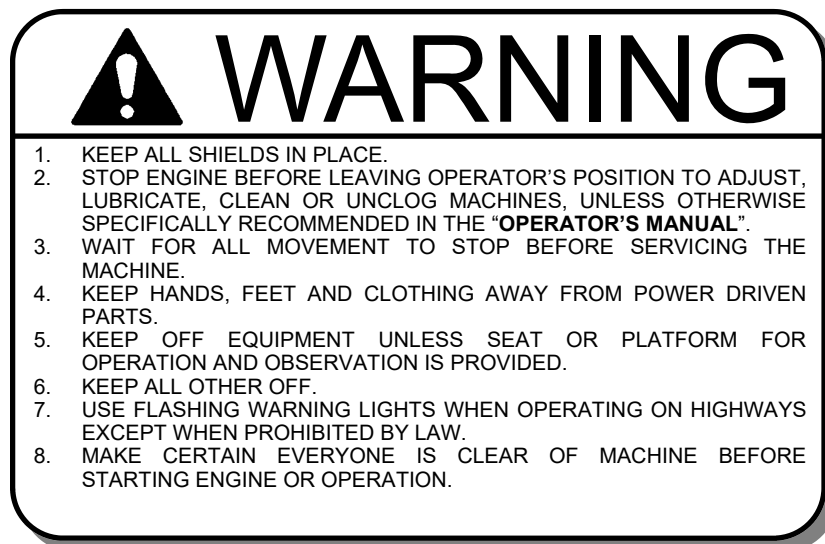 WARNING
1. KEEP ALL SHIELDS IN PLACE.
2. STOP ENGINE BEFORE LEAVING OPERATOR’S POSITION TO ADJUST,
LUBRICATE, CLEAN OR UNCLOG MACHINES, UNLESS OTHERWISE
SPECIFICALLY RECOMMENDED IN THE “OPERATOR’S MANUAL”.
3. WAIT FOR ALL MOVEMENT TO STOP BEFORE SERVICING THE
MACHINE.
4. KEEP HANDS, FEET AND CLOTHING AWAY FROM POWER DRIVEN
PARTS.
5. KEEP OFF EQUIPMENT UNLESS SEAT OR PLATFORM FOR
OPERATION AND OBSERVATION IS PROVIDED.
6. KEEP ALL OTHER OFF.
7. USE FLASHING WARNING LIGHTS WHEN OPERATING ON HIGHWAYS
EXCEPT WHEN PROHIBITED BY LAW.
8. MAKE CERTAIN EVERYONE IS CLEAR OF MACHINE BEFORE
STARTING ENGINE OR OPERATION.